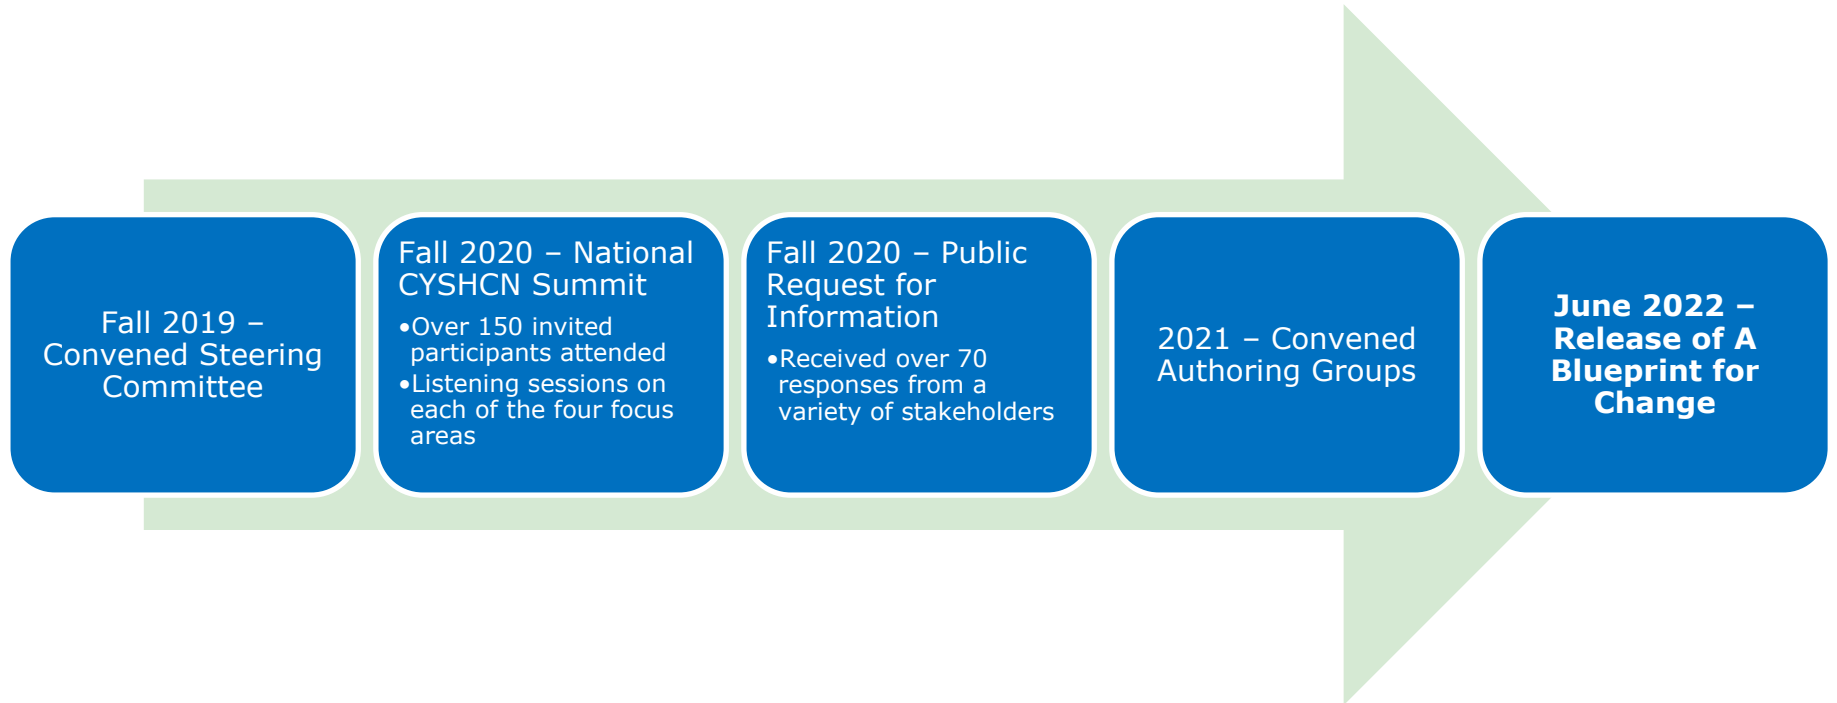 Fall 2019 –
Convened Steering
Committee
Fall 2020 – National
CYSHCN Summit
•Over 150 invited
participants attended
•Listening sessions on
each of the four focus
areas
Fall 2020 – Public
Request for
Information
•Received over 70
responses from a
variety of stakeholders
2021 – Convened
Authoring Groups
June 2022 –
Release of A
Blueprint for
Change